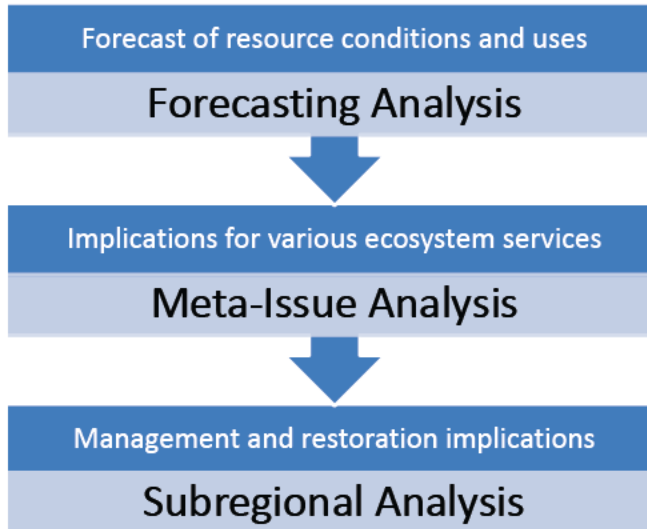 Forecast of resource conditions and uses
Forecasting Analysis
Implications for various ecosystem services
Meta-Issue Analysis
Management and restoration implications
Subregional Analysis